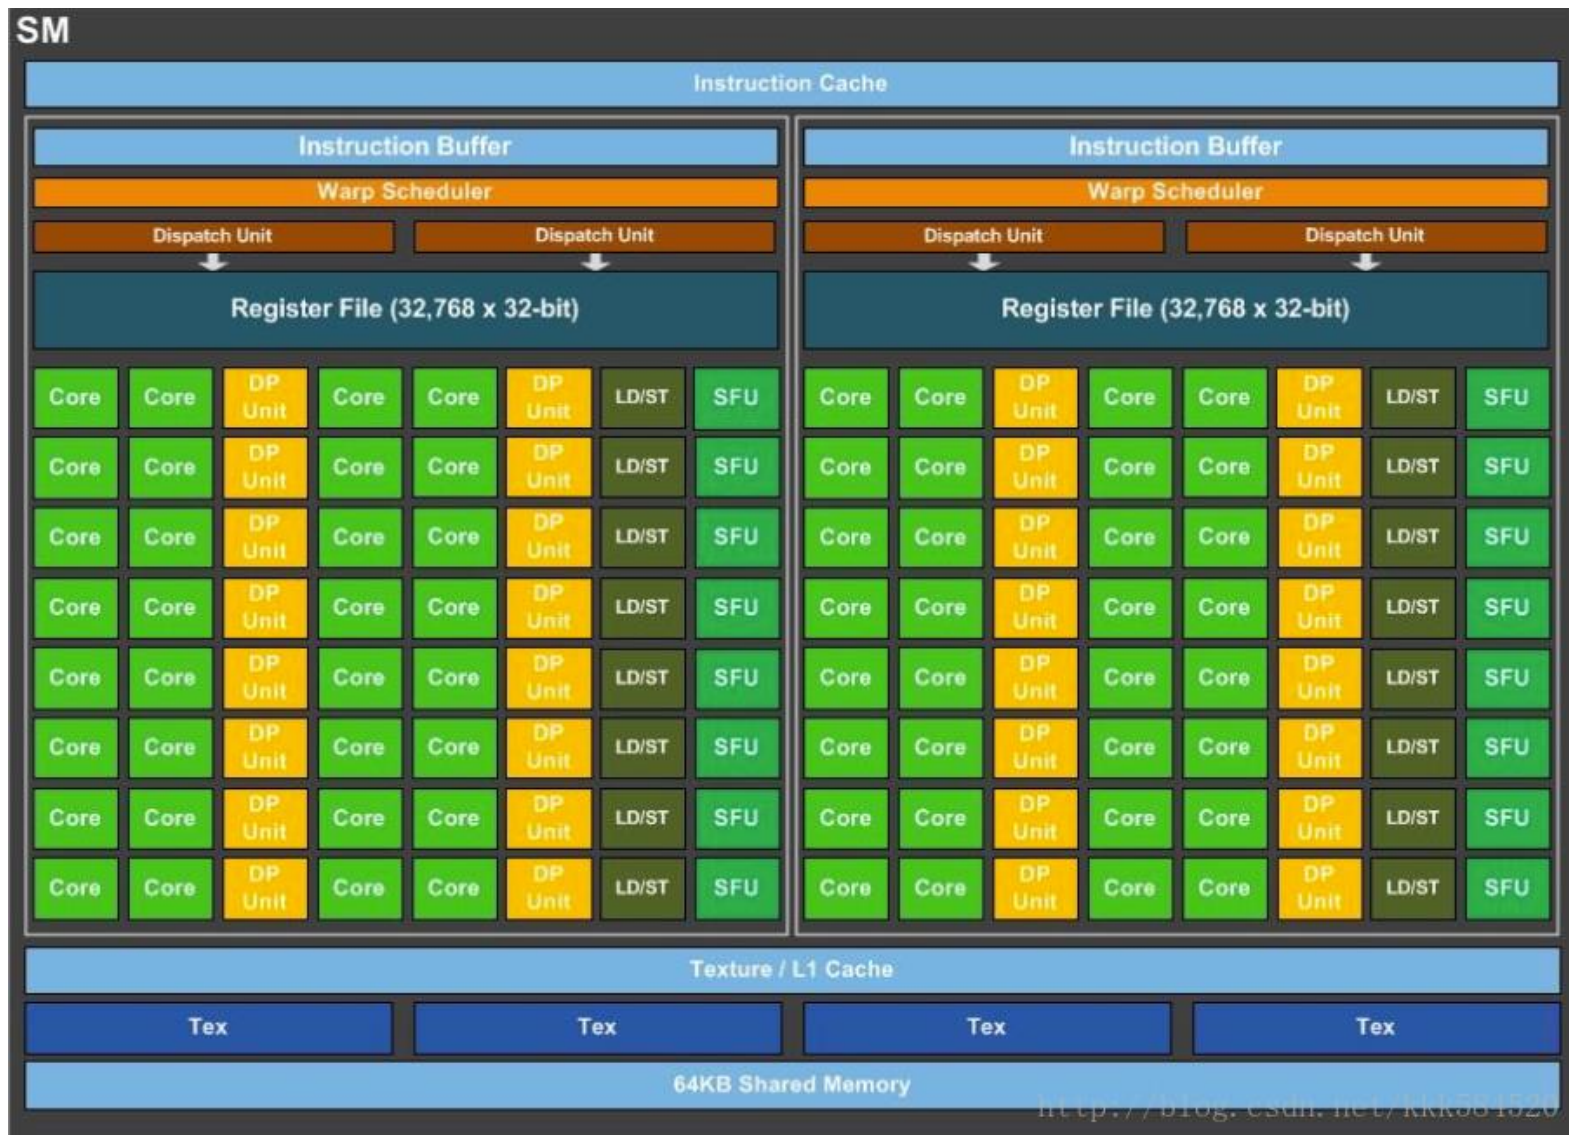 SM
Instruction Cache
Instruction Buffer Instruction Buffer
Warp Scheduler Warp Scheduler
Dispatch Unit Dispatch Unit Dispatch Unit Dispatch Unit
Register File (32,768 x 32-bit) Register File (32,768 x 32-bit)
Core Core DP Unit Core Core DP Unit LD/ST SFU Core Core DP Unit Core Core DP Unit LD/ST SFU
Core Core DP Unit Core Core DP Unit LD/ST SFU Core Core DP Unit Core Core DP Unit LD/ST SFU
Core Core DP Unit Core Core DP Unit LD/ST SFU Core Core DP Unit Core Core DP Unit LD/ST SFU
Core Core DP Unit Core Core DP Unit LD/ST SFU Core Core DP Unit Core Core DP Unit LD/ST SFU
Core Core DP Unit Core Core DP Unit LD/ST SFU Core Core DP Unit Core Core DP Unit LD/ST SFU
Core Core DP Unit Core Core DP Unit LD/ST SFU Core Core DP Unit Core Core DP Unit LD/ST SFU
Core Core DP Unit Core Core DP Unit LD/ST SFU Core Core DP Unit Core Core DP Unit LD/ST SFU
Core Core DP Unit Core Core DP Unit LD/ST SFU Core Core DP Unit Core Core DP Unit LD/ST SFU
Texture / L1 Cache
Tex Tex Tex Tex
64KB Shared Memory
http://blog.csdn.net/kkk584520